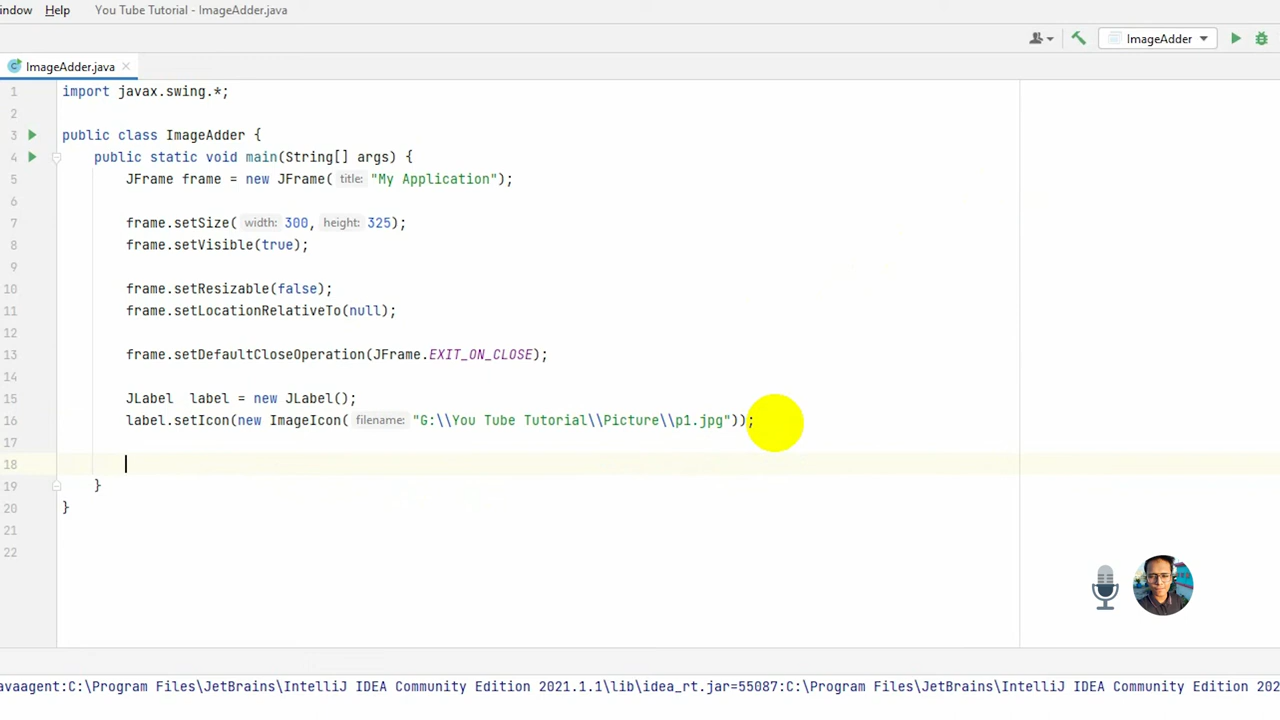 indow Help You Tube Tutorial - ImageAdder.java
ImageAdder
ImageAdder.java
1 import javax.swing.*;
2
3 public class ImageAdder {
4 public static void main(String[] args) {
5 JFrame frame = new JFrame( title: "My Application");
6
7 frame.setSize( width: 300, height: 325);
8 frame.setVisible(true);
9
10 frame.setResizable(false);
11 frame.setLocationRelativeTo(null);
12
13 frame.setDefaultCloseOperation(JFrame.EXIT_ON_CLOSE);
14
15 JLabel  label = new JLabel();
16 label.setIcon(new ImageIcon( filename: "G:\\You Tube Tutorial\\Picture\\p1.jpg"));
17
18
19 }
20 }
21
22
avaagent:C:\Program Files\JetBrains\IntelliJ IDEA Community Edition 2021.1.1\lib\idea_rt.jar=55087:C:\Program Files\JetBrains\IntelliJ IDEA Community Edition 202